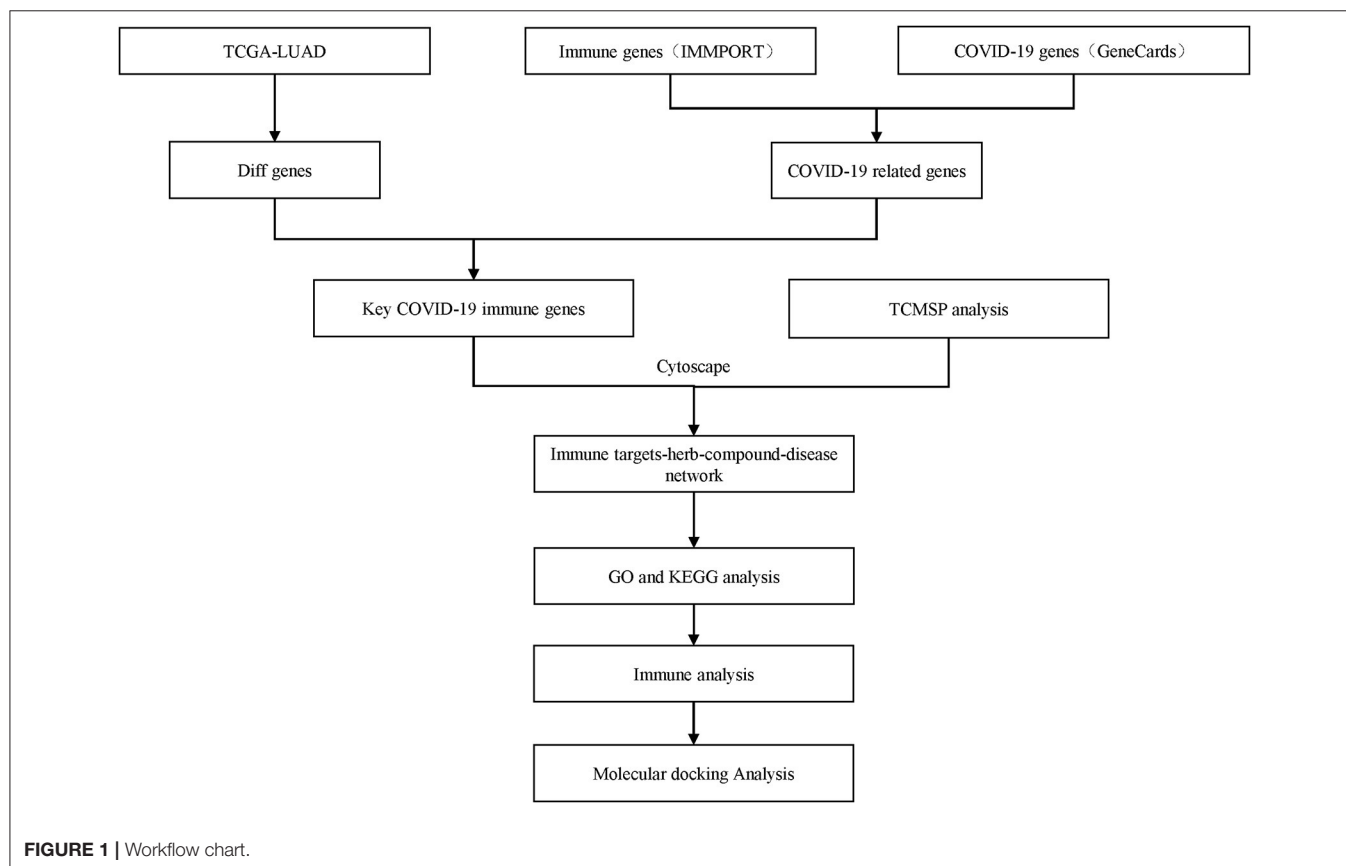 TCGA-LUAD
Immune genes（IMMPORT）
COVID-19 genes（GeneCards）
Diff genes
COVID-19 related genes
Key COVID-19 immune genes
TCMSP analysis
Cytoscape
Immune targets-herb-compound-disease
network
GO and KEGG analysis
Immune analysis
Molecular docking Analysis
FIGURE 1 | Workflow chart.